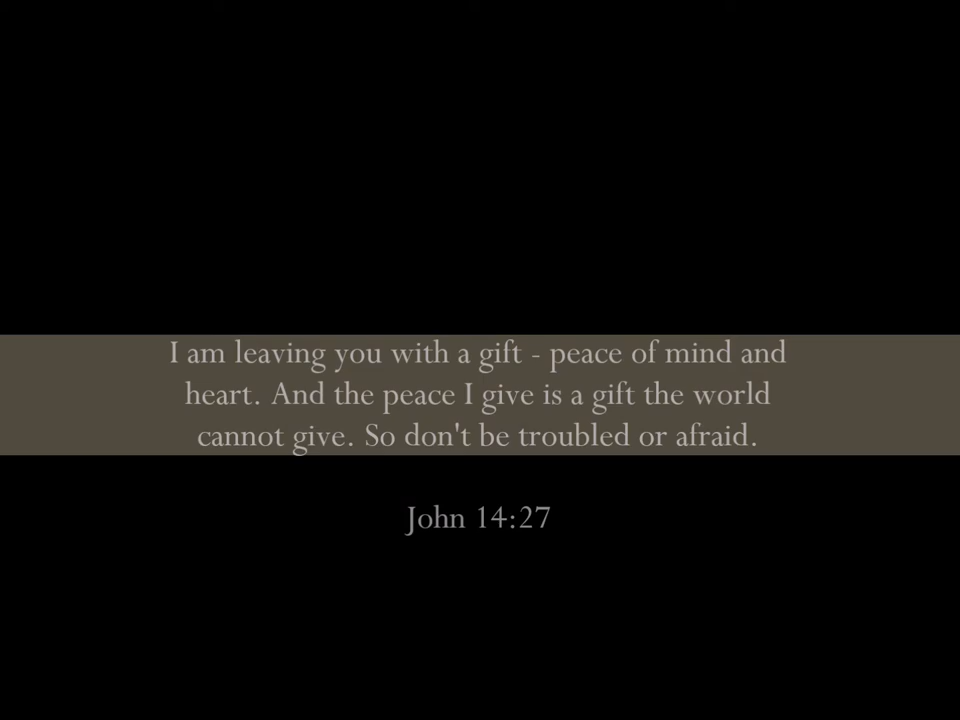 I am leaving you with a gift - peace of mind and
heart. And the peace I give is a gift the world
cannot give. So don't be troubled or afraid.
John 14:27